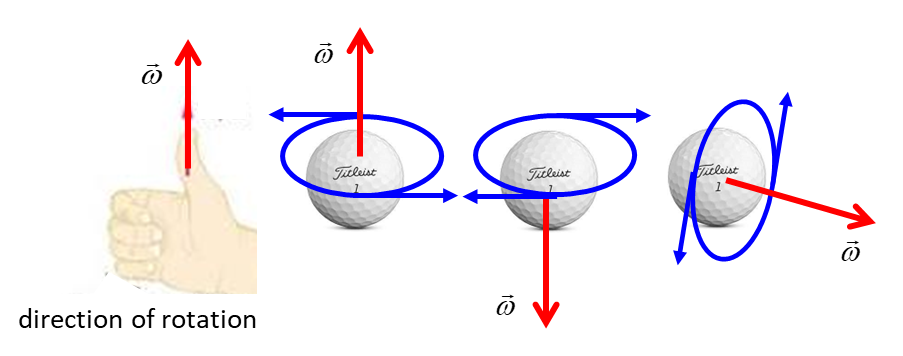 ω⃗
ω⃗
Titleist
1
Titleist
1
ω⃗
Titleist
1
ω⃗
direction of rotation